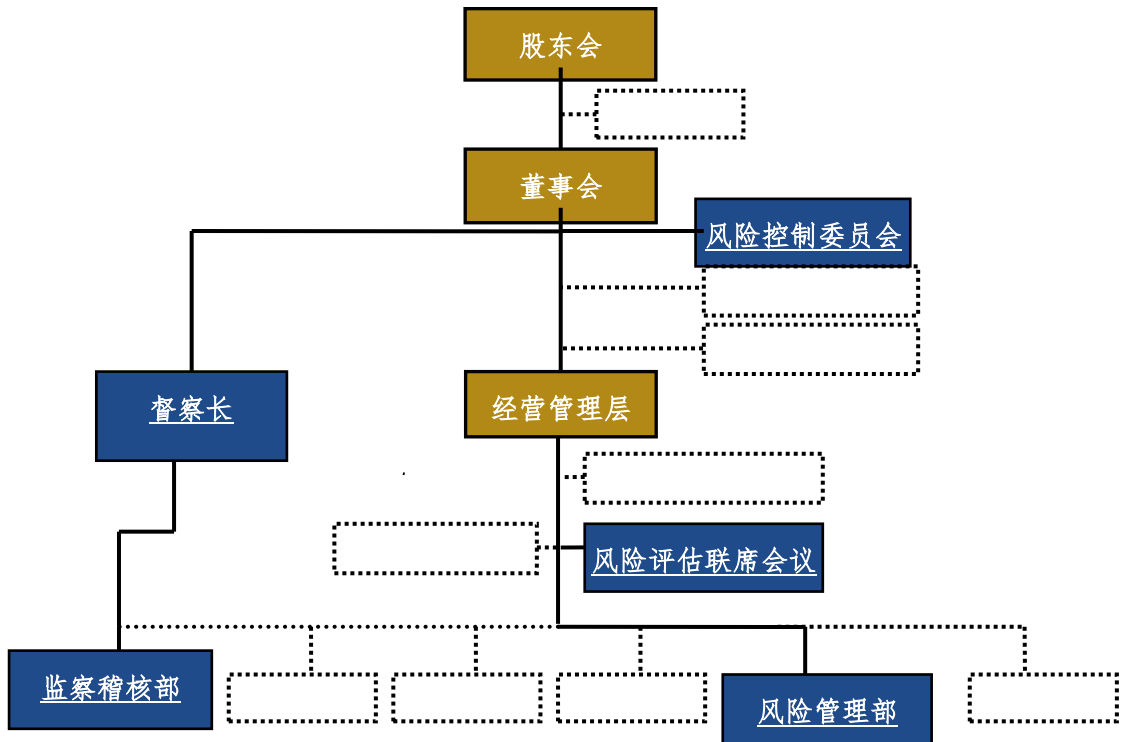 股东会
董事会
风险控制委员会
督察长
经营管理层
风险评估联席会议
监察稽核部
风险管理部